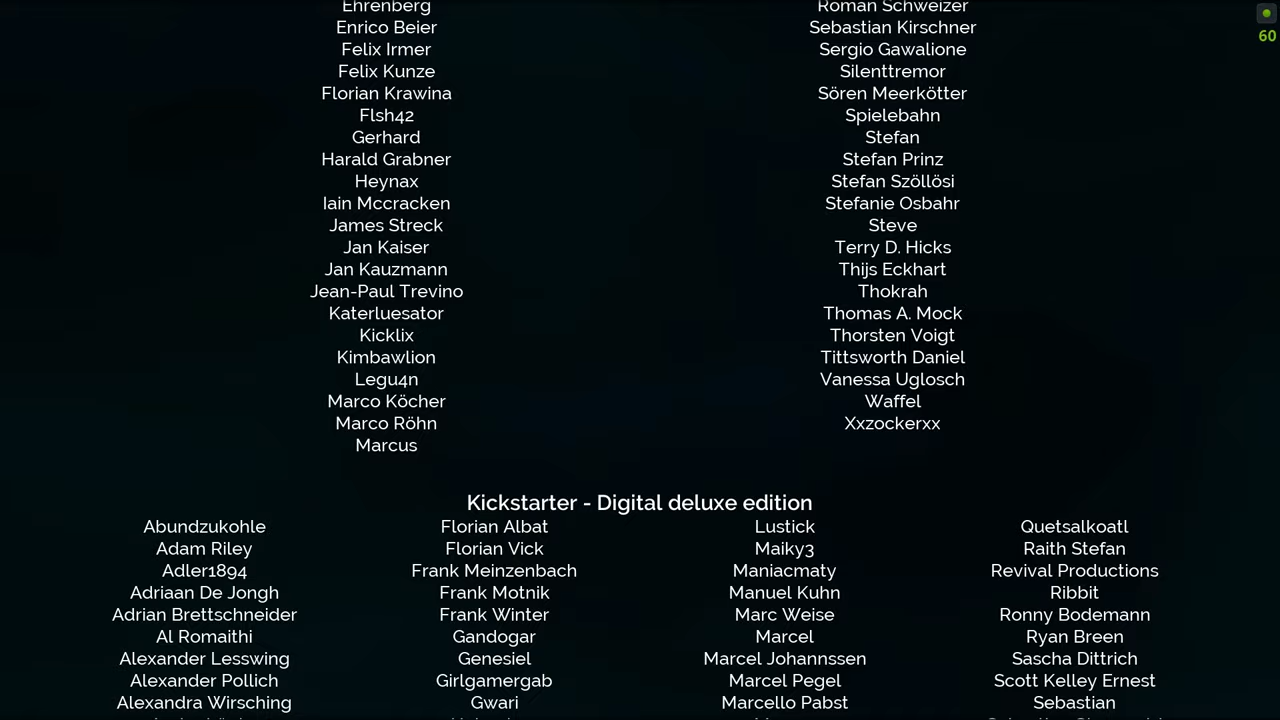 Ehrenberg
Enrico Beier
Felix Irmer
Felix Kunze
Florian Krawina
Flsh42
Gerhard
Harald Grabner
Heynax
Iain Mccracken
James Streck
Jan Kaiser
Jan Kauzmann
Jean-Paul Trevino
Katerluesator
Kicklix
Kimbawlion
Legu4n
Marco Köcher
Marco Röhn
Marcus
Roman Schweizer
Sebastian Kirschner
Sergio Gawalione
Silenttremor
Sören Meerkötter
Spielebahn
Stefan
Stefan Prinz
Stefan Szöllösi
Stefanie Osbahr
Steve
Terry D. Hicks
Thijs Eckhart
Thokrah
Thomas A. Mock
Thorsten Voigt
Tittsworth Daniel
Vanessa Uglosch
Waffel
Xxzockerxx
60
Kickstarter - Digital deluxe edition
Abundzukohle
Adam Riley
Adler1894
Adriaan De Jongh
Adrian Brettschneider
Al Romaithi
Alexander Lesswing
Alexander Pollich
Alexandra Wirsching
Florian Albat
Florian Vick
Frank Meinzenbach
Frank Motnik
Frank Winter
Gandogar
Genesiel
Girlgamergab
Gwari
Lustick
Maiky3
Maniacmaty
Manuel Kuhn
Marc Weise
Marcel
Marcel Johannssen
Marcel Pegel
Marcello Pabst
Quetsalkoatl
Raith Stefan
Revival Productions
Ribbit
Ronny Bodemann
Ryan Breen
Sascha Dittrich
Scott Kelley Ernest
Sebastian